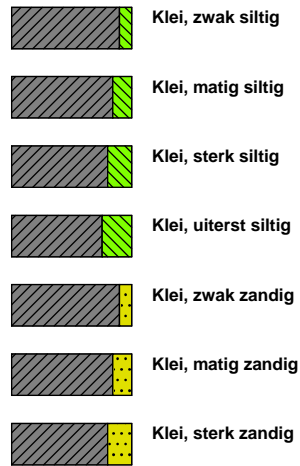 Klei, zwak siltig
Klei, matig siltig
Klei, sterk siltig
Klei, uiterst siltig
Klei, zwak zandig
Klei, matig zandig
Klei, sterk zandig